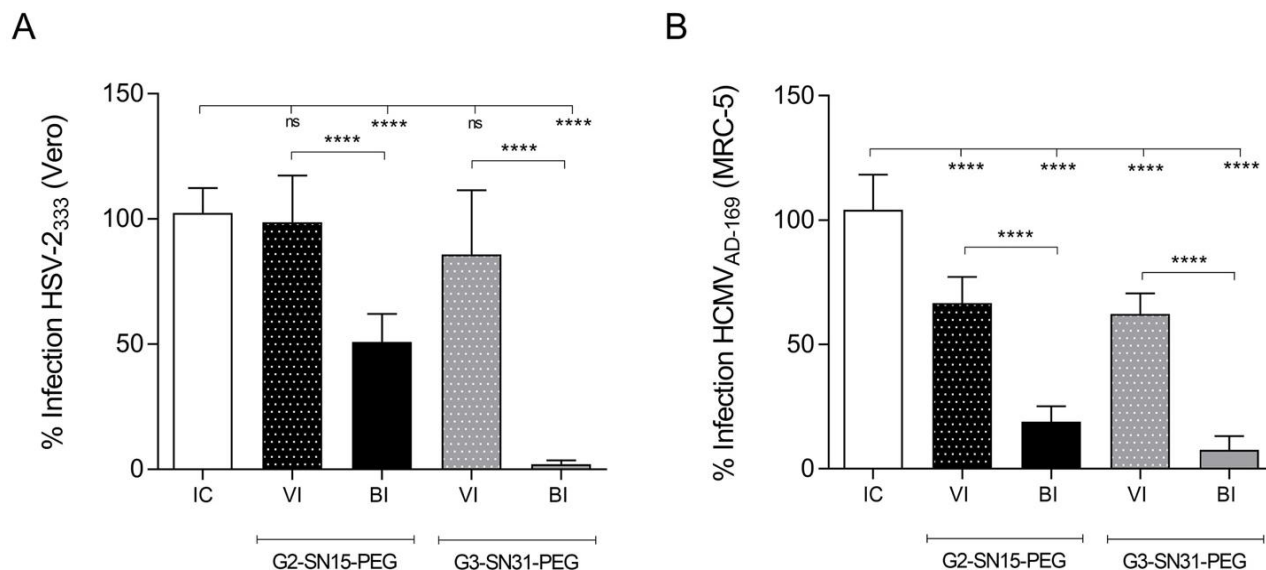 A
% Infection HSV-2₃₃₃ (Vero)
150
100
50
0
ns
****
ns
****
****
****
IC
VI
BI
VI
BI
G2-SN15-PEG
G3-SN31-PEG
B
% Infection HCMV_AD-169 (MRC-5)
150
100
50
0
****
****
****
****
****
****
IC
VI
BI
VI
BI
G2-SN15-PEG
G3-SN31-PEG